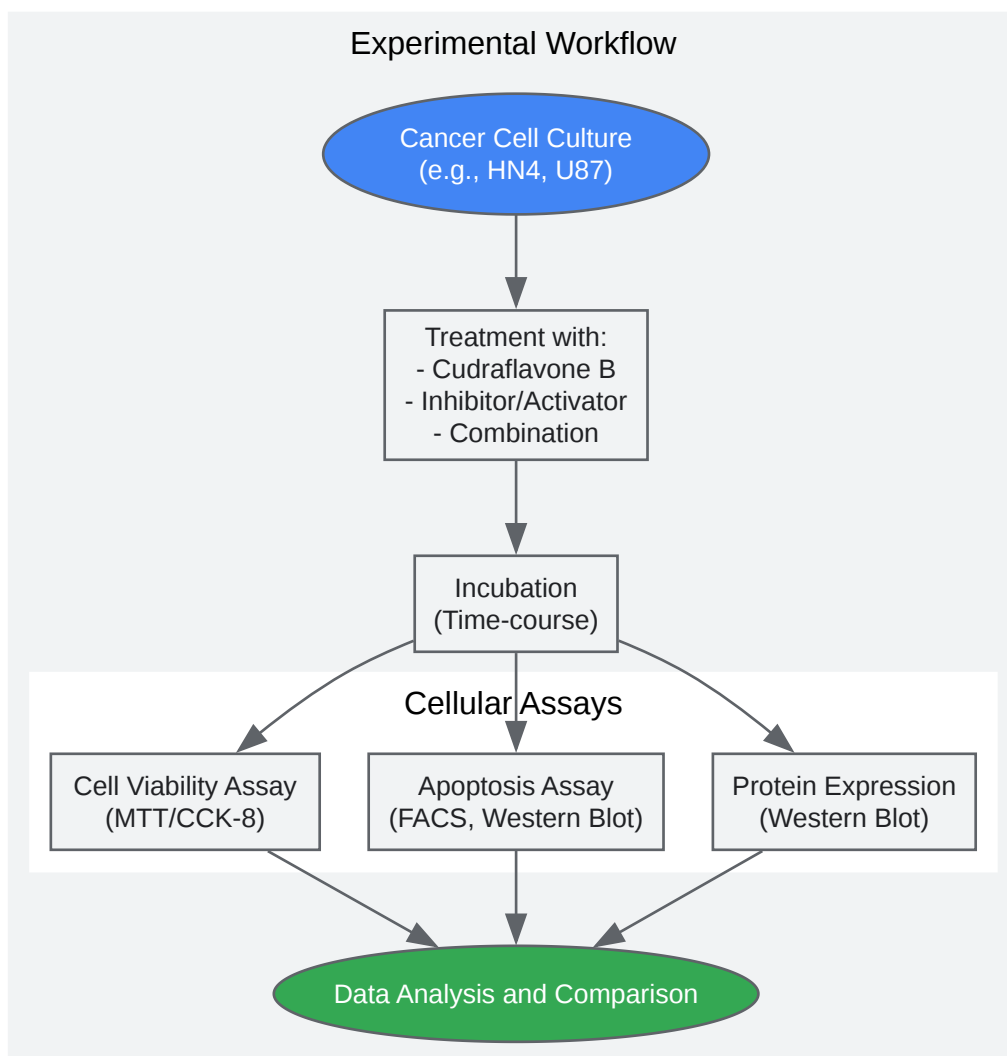 Experimental Workflow
Cancer Cell Culture
(e.g., HN4, U87)
Treatment with:
- Cudraflavone B
- Inhibitor/Activator
- Combination
Incubation
(Time-course)
Cellular Assays
Cell Viability Assay
(MTT/CCK-8)
Apoptosis Assay
(FACS, Western Blot)
Protein Expression
(Western Blot)
Data Analysis and Comparison